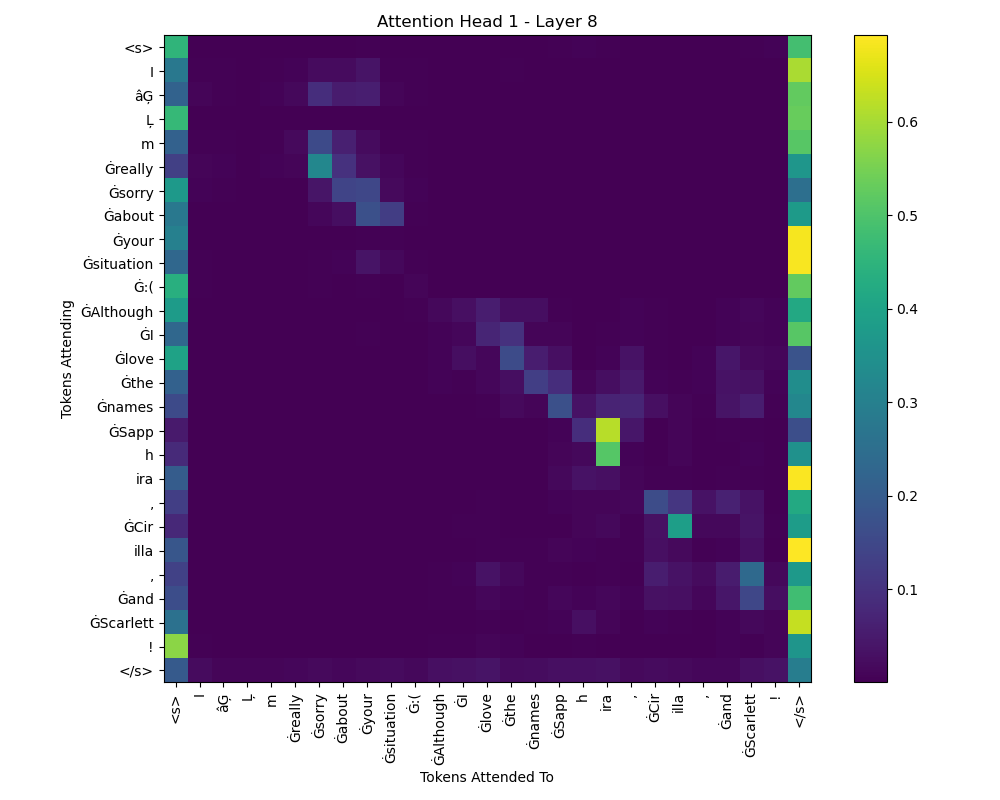 Attention Head 1 - Layer 8
Tokens Attending
<s>
I
âĢ
Ļ
m
Ġreally
Ġsorry
Ġabout
Ġyour
Ġsituation
Ġ:(
ĠAlthough
ĠI
Ġlove
Ġthe
Ġnames
ĠSapp
h
ira
,
ĠCir
illa
,
Ġand
ĠScarlett
!
</s>
<s>
I
âĢ
Ļ
m
Ġreally
Ġsorry
Ġabout
Ġyour
Ġsituation
Ġ:(
ĠAlthough
ĠI
Ġlove
Ġthe
Ġnames
ĠSapp
h
ira
,
ĠCir
illa
,
Ġand
ĠScarlett
!
</s>
Tokens Attended To
0.6
0.5
0.4
0.3
0.2
0.1